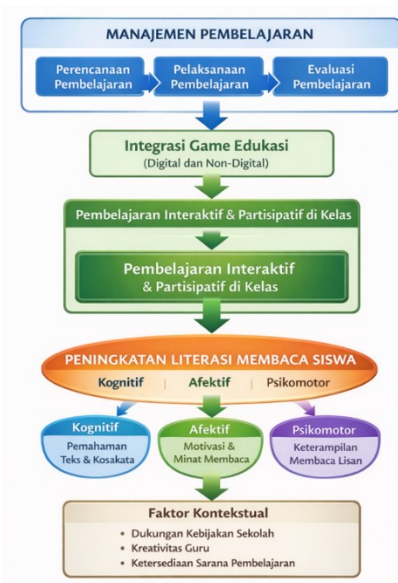 MANAJEMEN PEMBELAJARAN
Perencanaan Pembelajaran
Pelaksanaan Pembelajaran
Evaluasi Pembelajaran
Integrasi Game Edukasi
(Digital dan Non-Digital)
Pembelajaran Interaktif & Partisipatif di Kelas
Pembelajaran Interaktif
& Partisipatif di Kelas
PENINGKATAN LITERASI MEMBACA SISWA
Kognitif | Afektif | Psikomotor
Kognitif
Pemahaman
Teks & Kosakata
Afektif
Motivasi &
Minat Membaca
Psikomotor
Keterampilan
Membaca Lisan
Faktor Kontekstual
• Dukungan Kebijakan Sekolah
• Kreativitas Guru
• Ketersediaan Sarana Pembelajaran